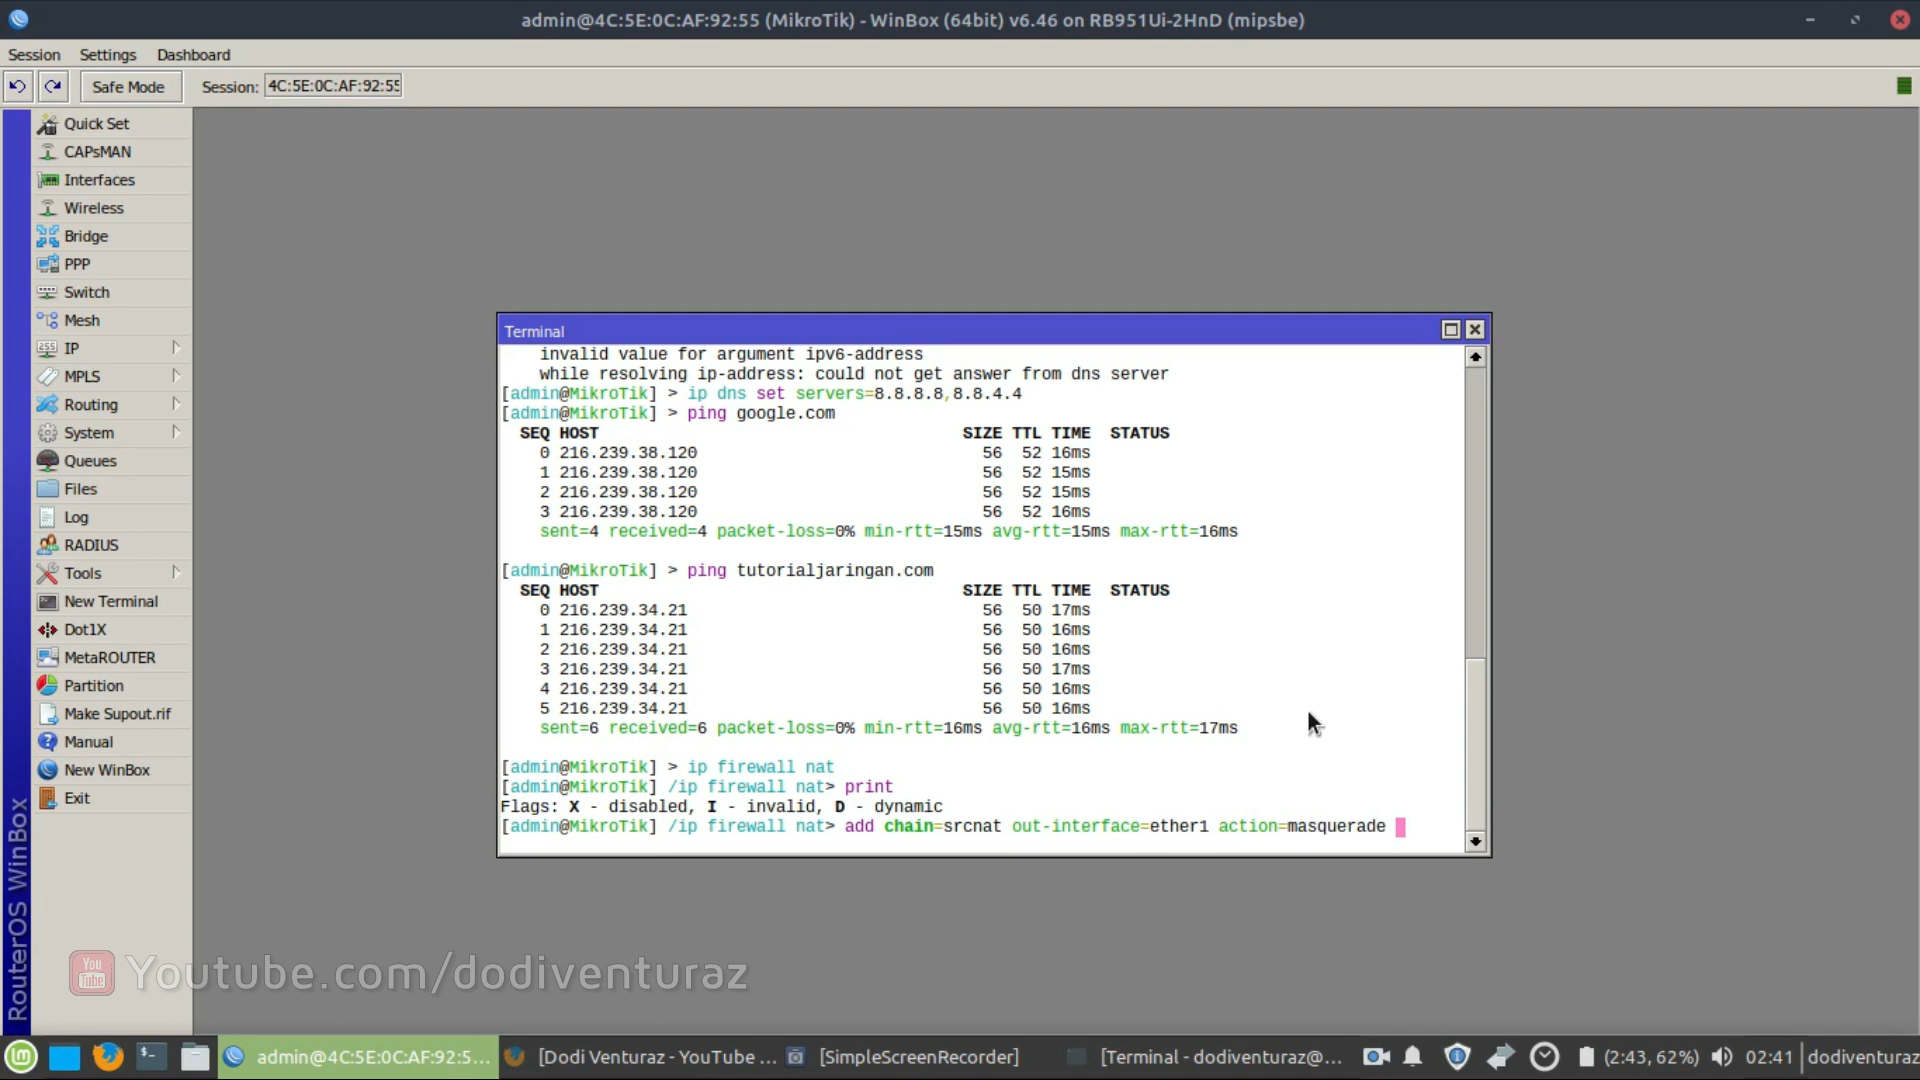 admin@4C:5E:0C:AF:92:55 (MikroTik) - WinBox (64bit) v6.46 on RB951Ui-2HnD (mipsbe)
Session Settings Dashboard
Safe Mode Session: 4C:5E:0C:AF:92:55
Quick Set
CAPsMAN
Interfaces
Wireless
Bridge
PPP
Switch
Mesh
IP
MPLS
Routing
System
Queues
Files
Log
RADIUS
Tools
New Terminal
Dot1X
MetaROUTER
Partition
Make Supout.rif
Manual
New WinBox
Exit
RouterOS WinBox
Terminal
invalid value for argument ipv6-address
while resolving ip-address: could not get answer from dns server
[admin@MikroTik] > ip dns set servers=8.8.8.8,8.8.4.4
[admin@MikroTik] > ping google.com
SEQ HOST SIZE TTL TIME STATUS
0 216.239.38.120 56 52 16ms
1 216.239.38.120 56 52 15ms
2 216.239.38.120 56 52 15ms
3 216.239.38.120 56 52 16ms
sent=4 received=4 packet-loss=0% min-rtt=15ms avg-rtt=15ms max-rtt=16ms
[admin@MikroTik] > ping tutorialjaringan.com
SEQ HOST SIZE TTL TIME STATUS
0 216.239.34.21 56 50 17ms
1 216.239.34.21 56 50 16ms
2 216.239.34.21 56 50 16ms
3 216.239.34.21 56 50 17ms
4 216.239.34.21 56 50 16ms
5 216.239.34.21 56 50 16ms
sent=6 received=6 packet-loss=0% min-rtt=16ms avg-rtt=16ms max-rtt=17ms
[admin@MikroTik] > ip firewall nat
[admin@MikroTik] /ip firewall nat> print
Flags: X - disabled, I - invalid, D - dynamic
[admin@MikroTik] /ip firewall nat> add chain=srcnat out-interface=ether1 action=masquerade
You Tube Youtube.com/dodiventuraz
admin@4C:5E:0C:AF:92:5... [Dodi Venturaz - YouTube ... [SimpleScreenRecorder] [Terminal - dodiventuraz@... (2:43, 62%) 02:41 dodiventuraz